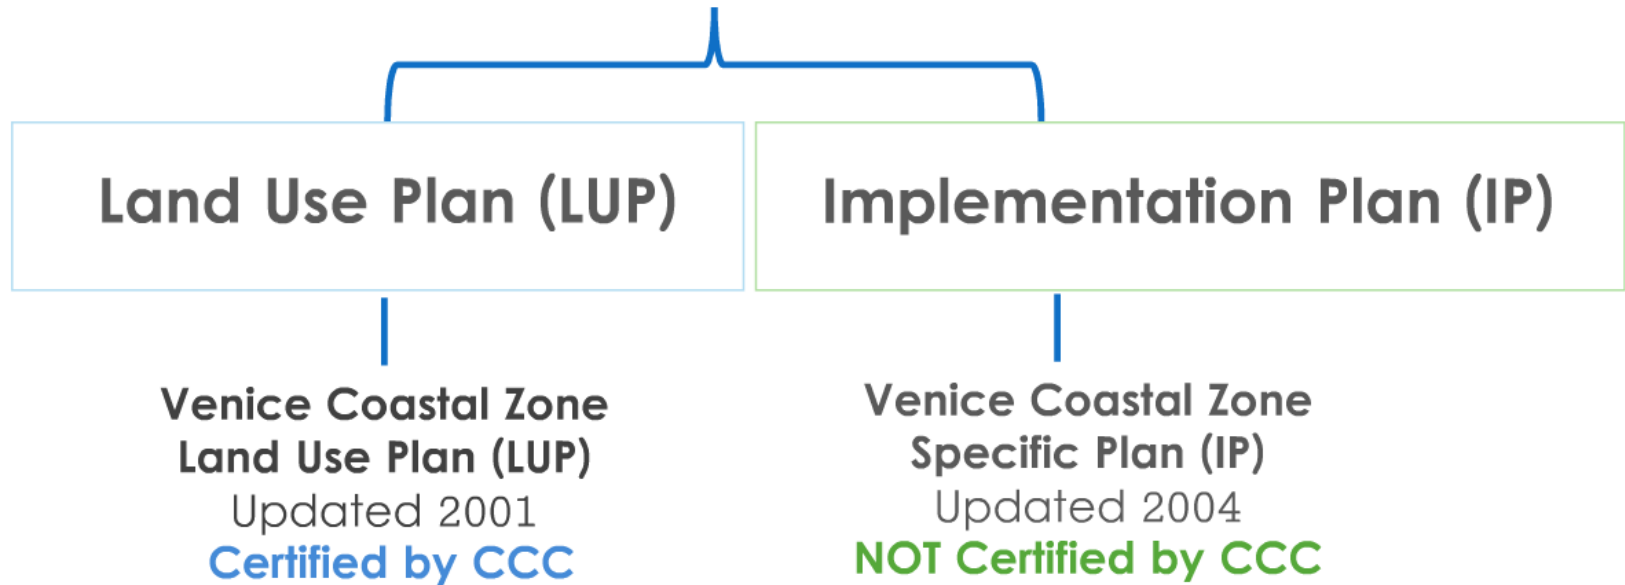 Land Use Plan (LUP)
Implementation Plan (IP)
Venice Coastal Zone
Land Use Plan (LUP)
Updated 2001
Certified by CCC
Venice Coastal Zone
Specific Plan (IP)
Updated 2004
NOT Certified by CCC